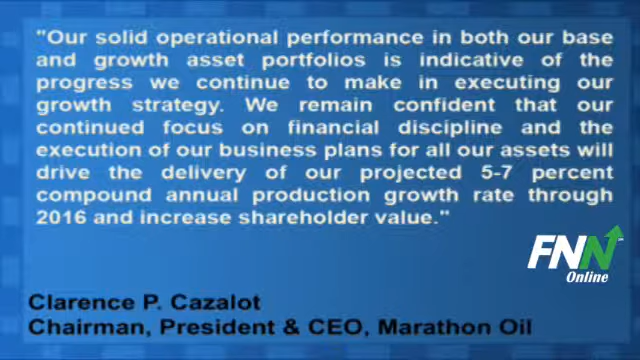 "Our solid operational performance in both our base
and growth asset portfolios is indicative of the
progress we continue to make in executing our
growth strategy. We remain confident that our
continued focus on financial discipline and the
execution of our business plans for all our assets will
drive the delivery of our projected 5-7 percent
compound annual production growth rate through
2016 and increase shareholder value."
FNN
Online
Clarence P. Cazalot
Chairman, President & CEO, Marathon Oil